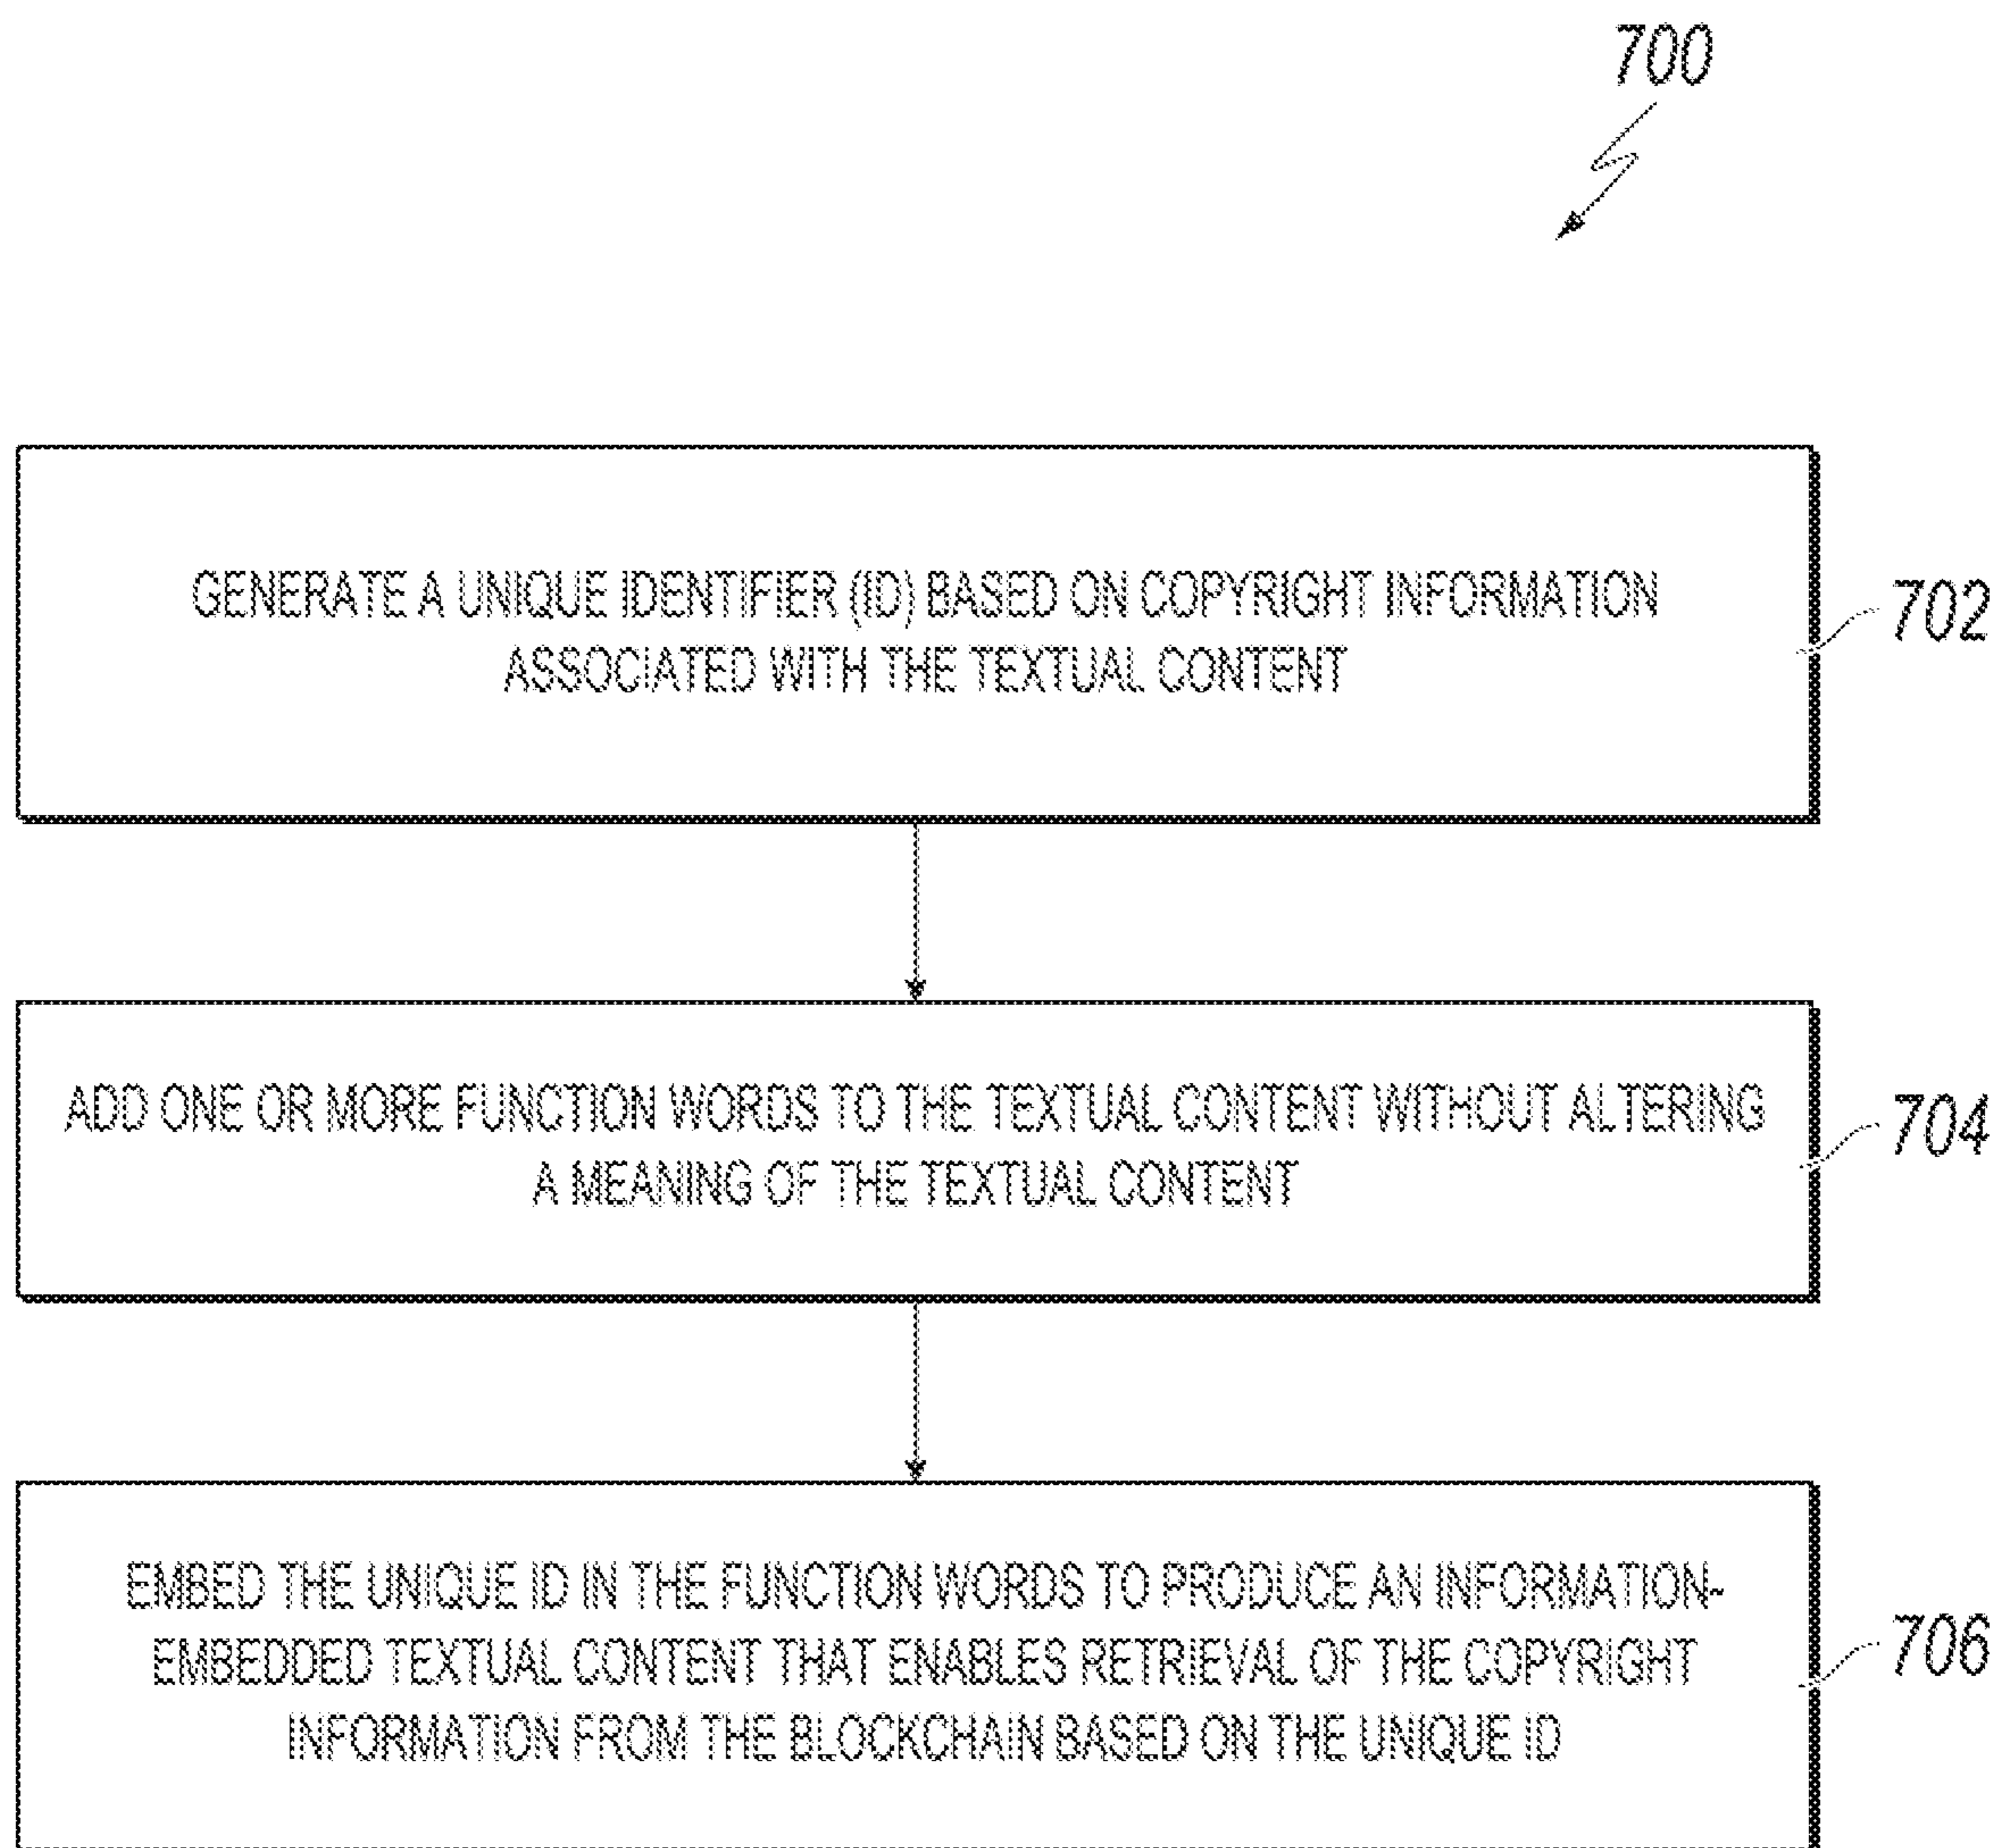 700
GENERATE A UNIQUE IDENTIFIER (ID) BASED ON COPYRIGHT INFORMATION
ASSOCIATED WITH THE TEXTUAL CONTENT
702
ADD ONE OR MORE FUNCTION WORDS TO THE TEXTUAL CONTENT WITHOUT ALTERING
A MEANING OF THE TEXTUAL CONTENT
704
EMBED THE UNIQUE ID IN THE FUNCTION WORDS TO PRODUCE AN INFORMATION-
EMBEDDED TEXTUAL CONTENT THAT ENABLES RETRIEVAL OF THE COPYRIGHT
INFORMATION FROM THE BLOCKCHAIN BASED ON THE UNIQUE ID
706